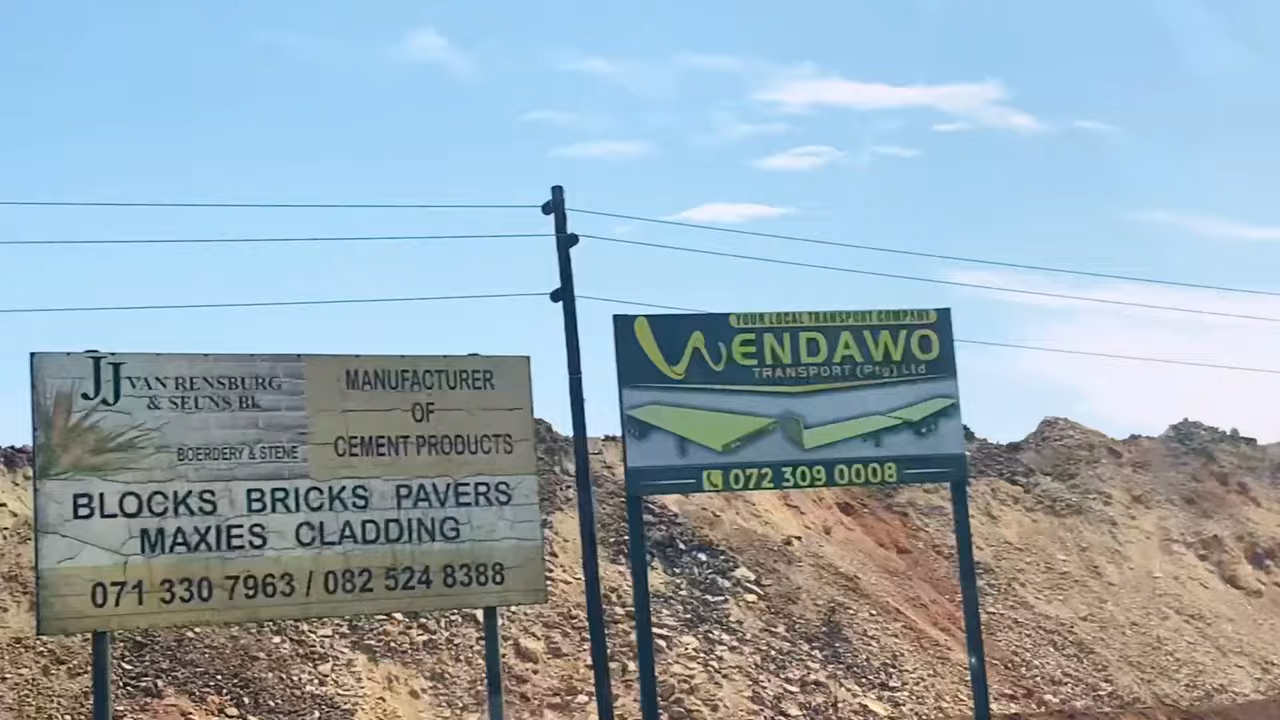 JJ VAN RENSBURG
& SEUNS BK
BOERDERY & STENE
MANUFACTURER
OF
CEMENT PRODUCTS
BLOCKS BRICKS PAVERS
MAXIES CLADDING
071 330 7963 / 082 524 8388
YOUR LOCAL TRANSPORT COMPANY
WENDAWO
TRANSPORT (Pty) Ltd
072 309 0008